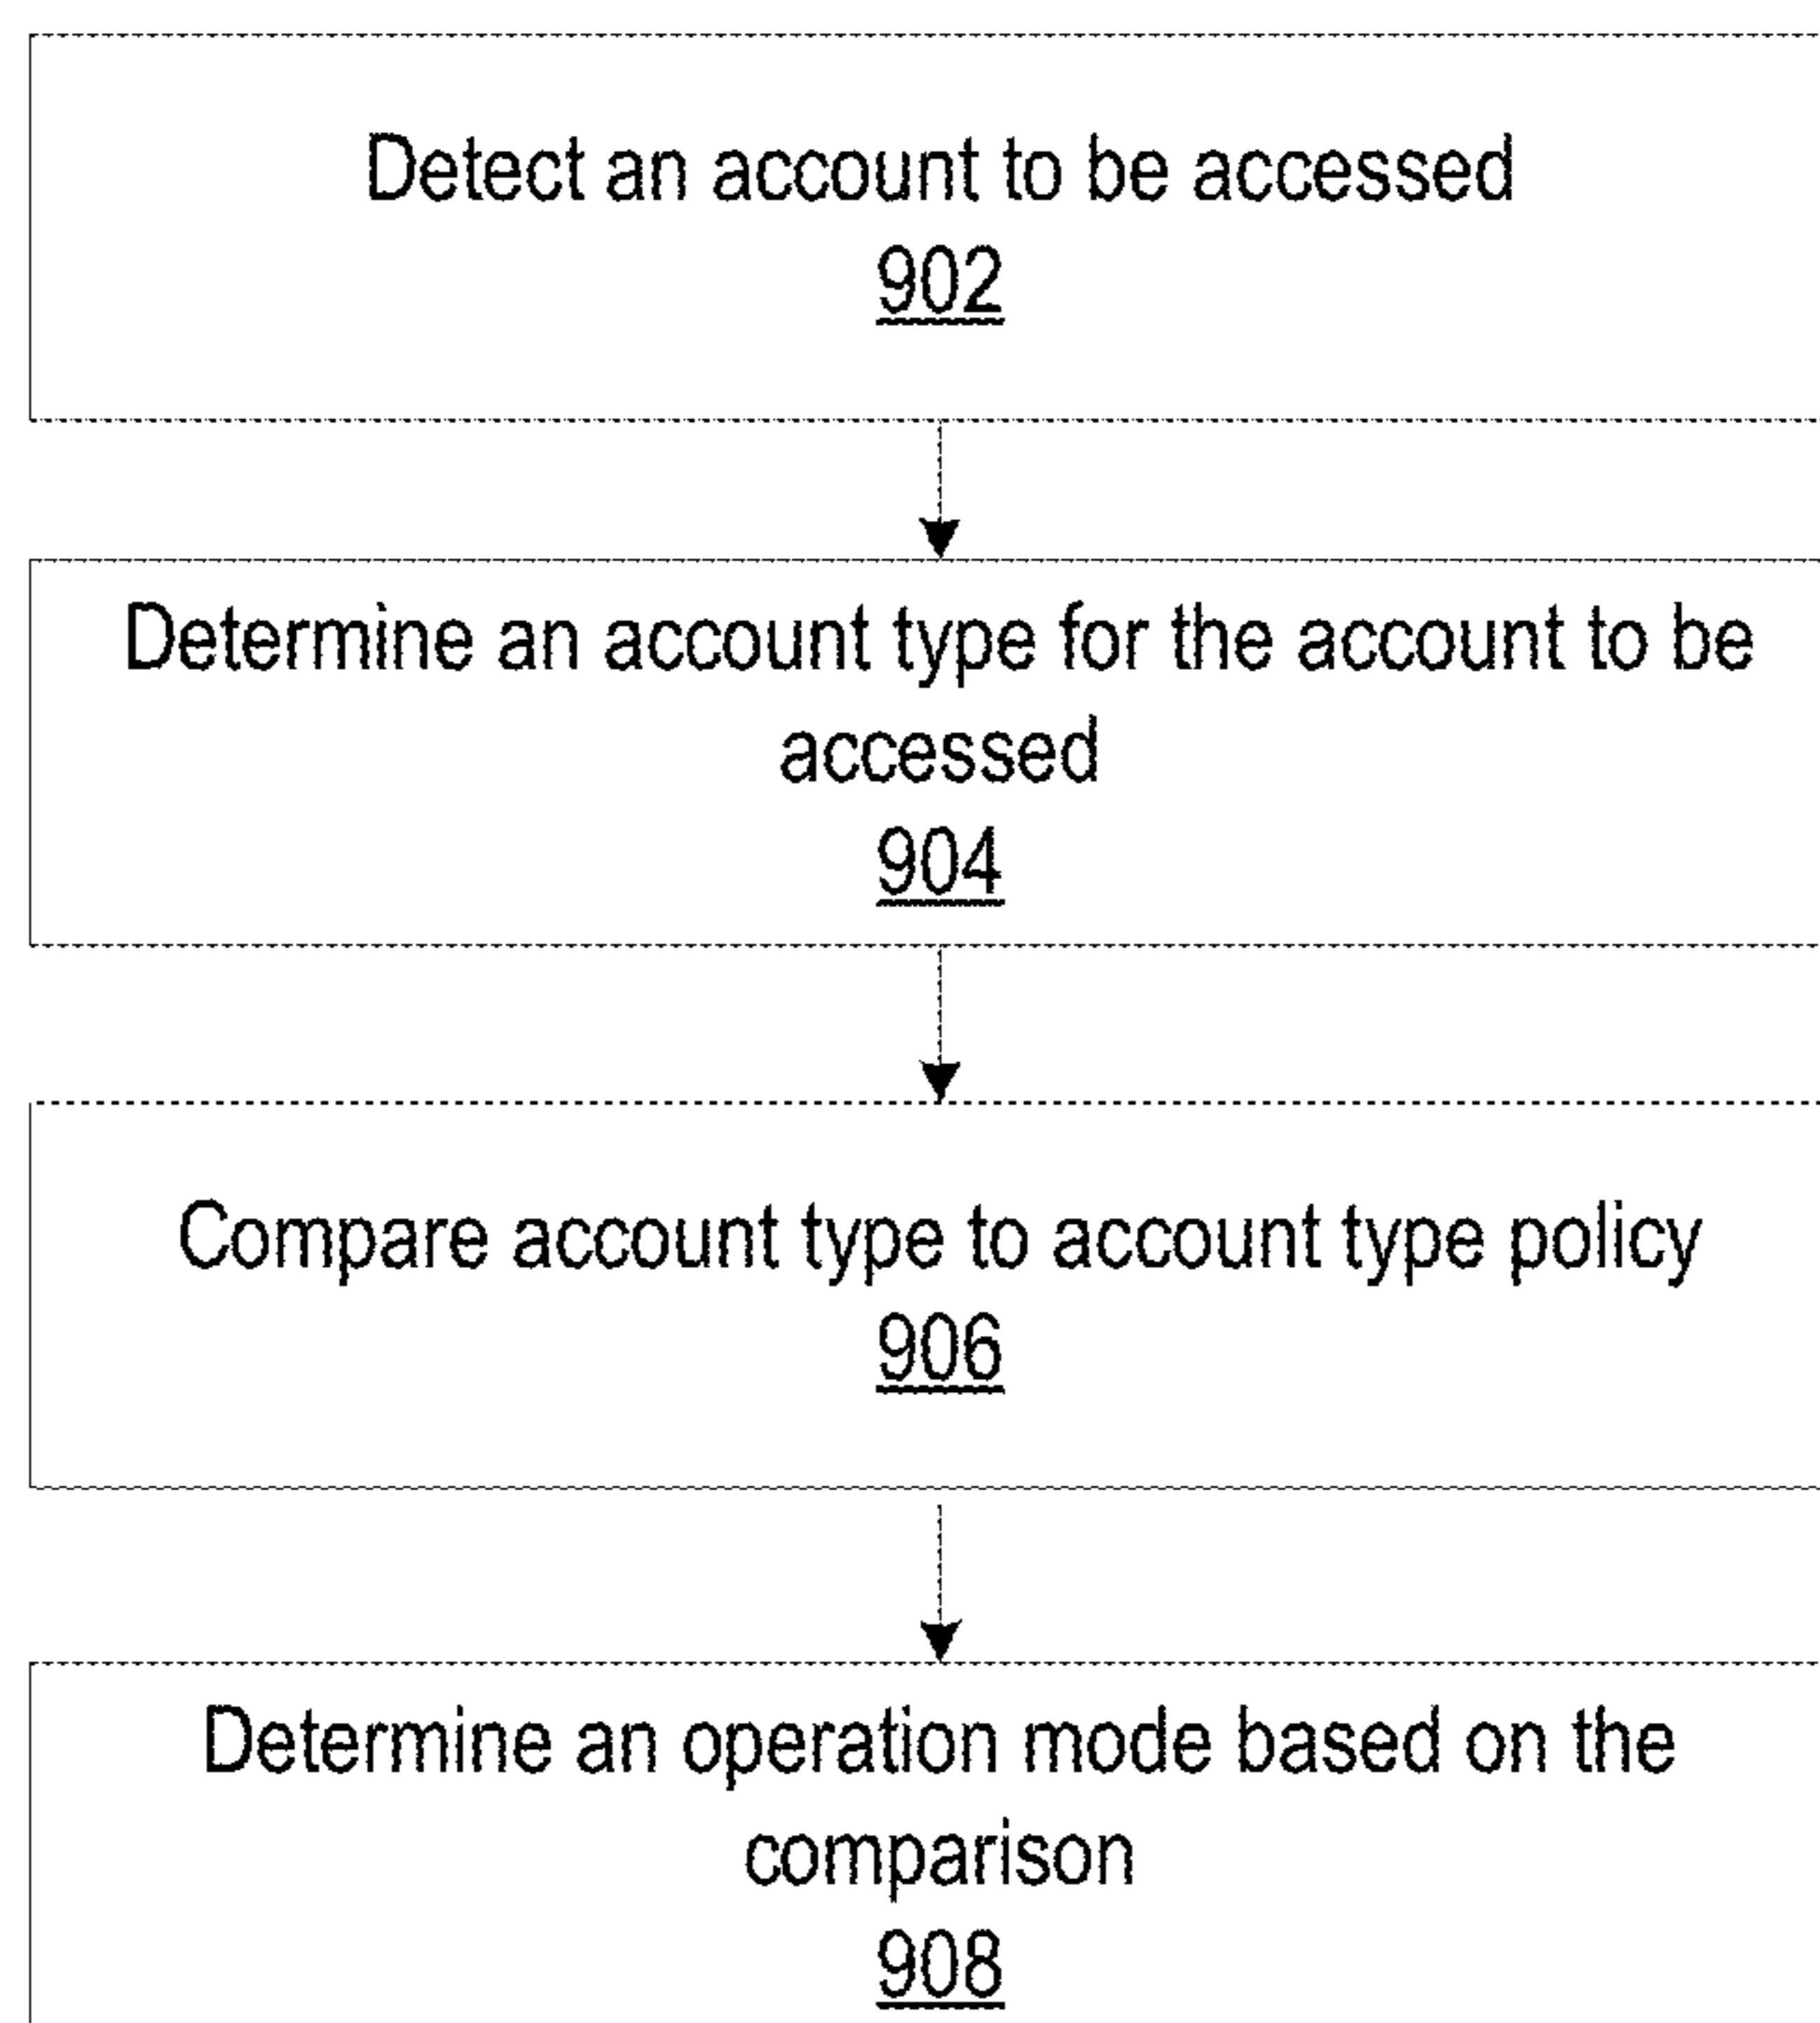 Detect an account to be accessed
902
Determine an account type for the account to be
accessed
904
Compare account type to account type policy
906
Determine an operation mode based on the
comparison
908